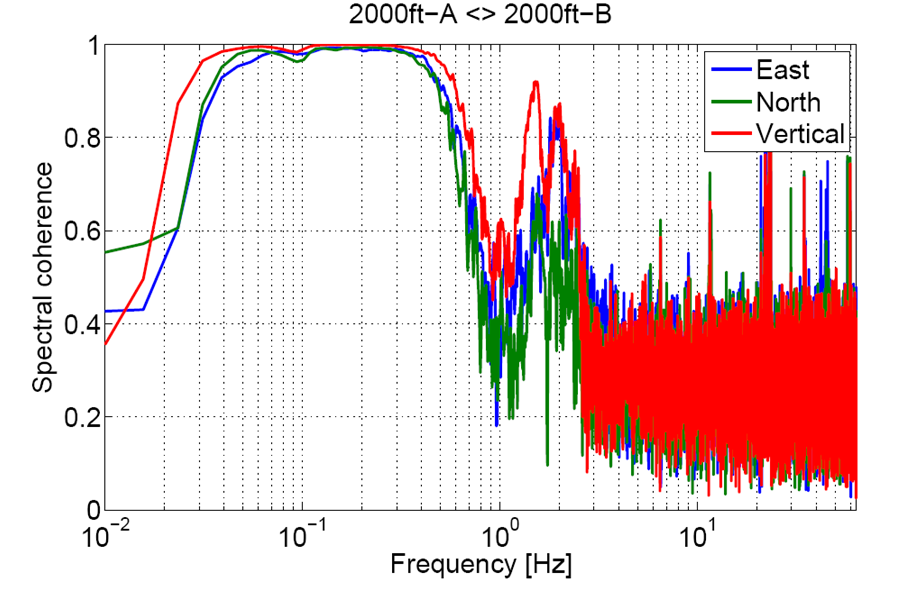 2000ft−A <> 2000ft−B
East
North
Vertical
Spectral coherence
1
0.8
0.6
0.4
0.2
0
10−2
10−1
100
101
Frequency [Hz]